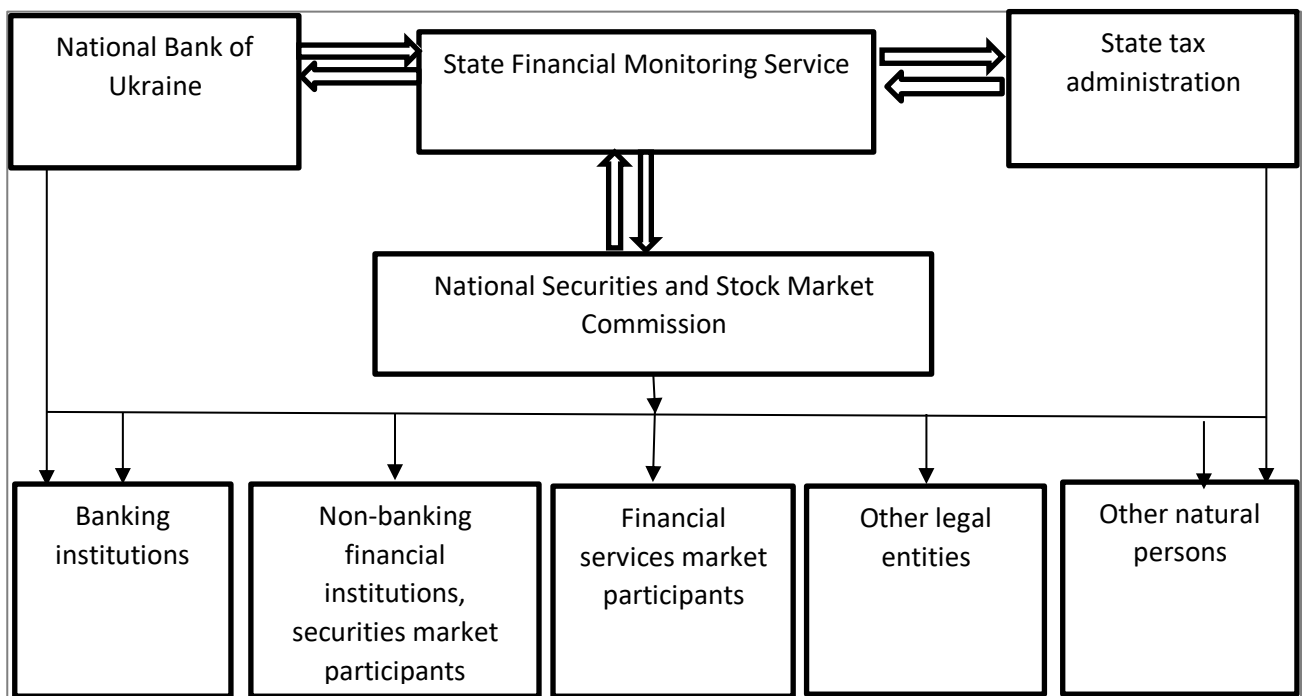 National Bank of
Ukraine
State Financial Monitoring Service
State tax
administration
National Securities and Stock Market
Commission
Banking
institutions
Non-banking
financial
institutions,
securities market
participants
Financial
services market
participants
Other legal
entities
Other natural
persons